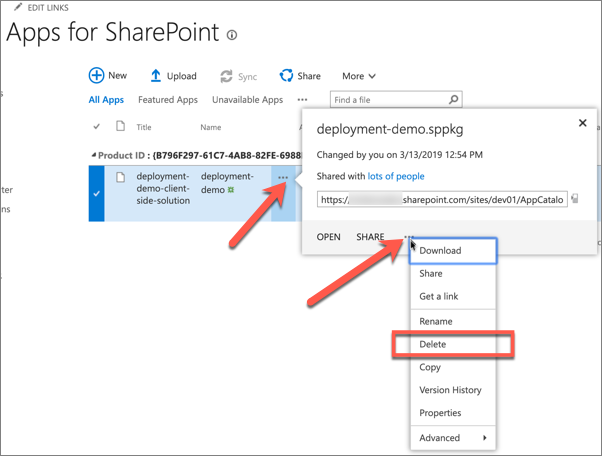 EDIT LINKS
Apps for SharePoint
New Upload Sync Share More
All Apps Featured Apps Unavailable Apps ... Find a file
Title Name
Product ID : {B796F297-61C7-4AB8-82FE-6988
deployment-demo-client-side-solution
deployment-demo
...
deployment-demo.sppkg
Changed by you on 3/13/2019 12:54 PM
Shared with lots of people
https:// .sharepoint.com/sites/dev01/AppCatalo
OPEN SHARE ...
Download
Share
Get a link
Rename
Delete
Copy
Version History
Properties
Advanced
s
ter
ns